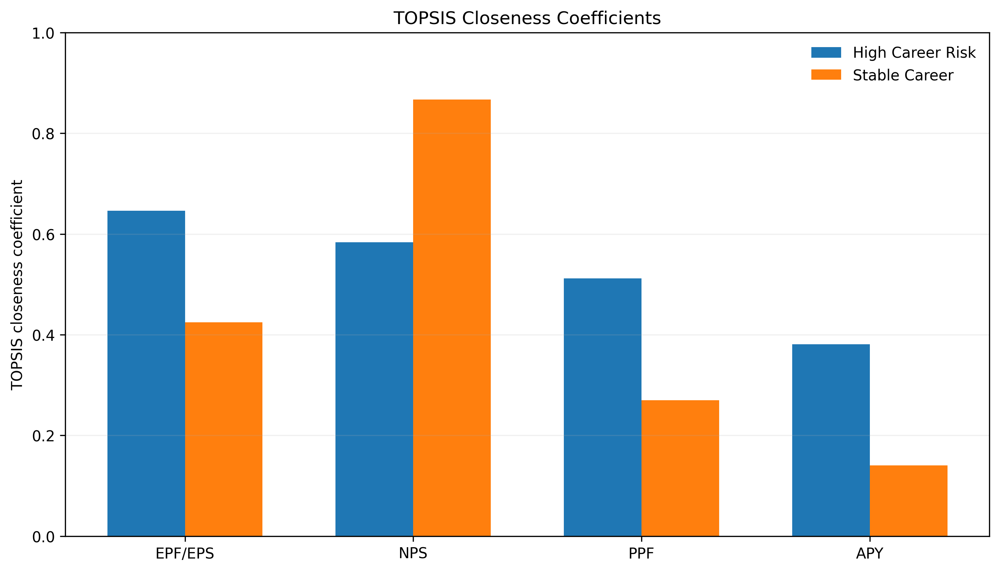 TOPSIS Closeness Coefficients
High Career Risk
Stable Career
TOPSIS closeness coefficient
1.0
0.8
0.6
0.4
0.2
0.0
EPF/EPS
NPS
PPF
APY